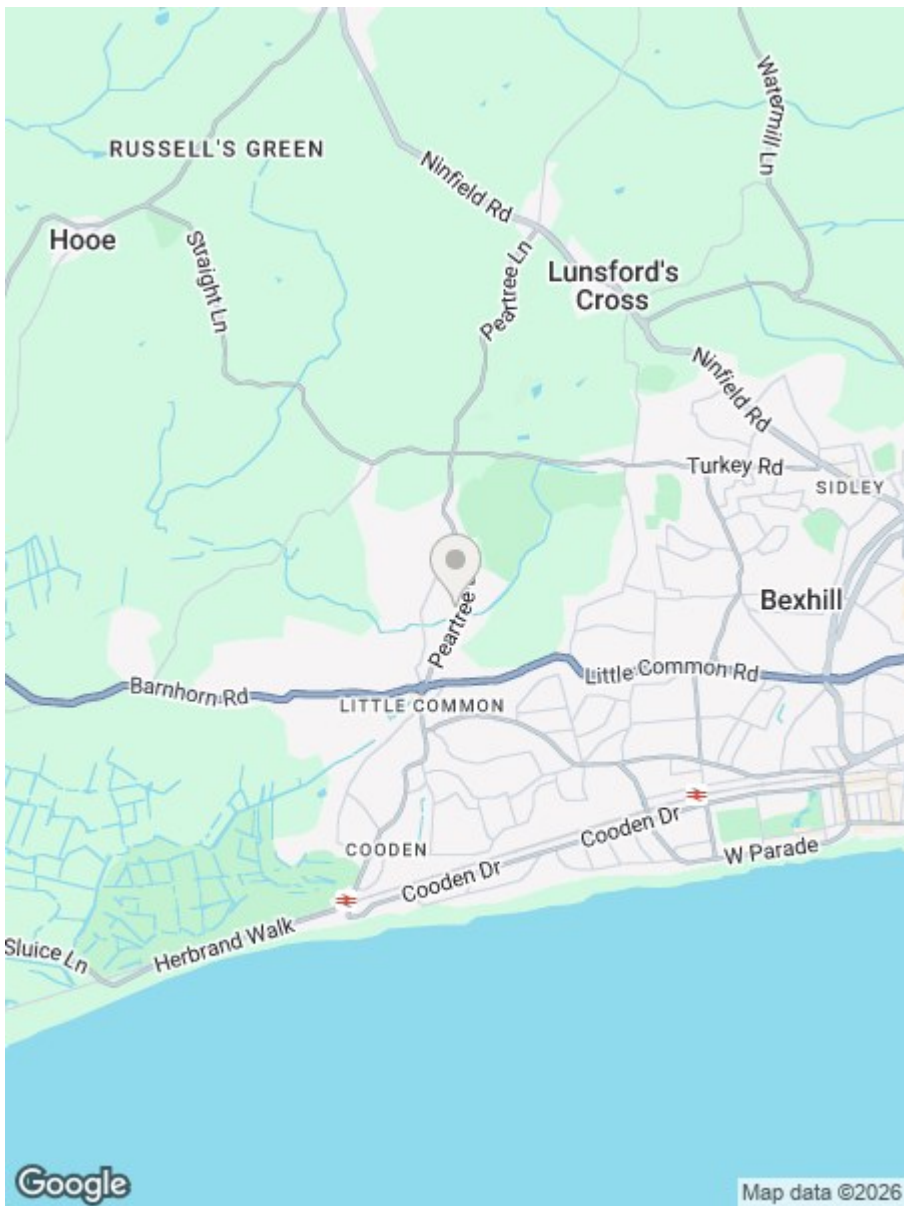 Watermill Ln
RUSSELL'S GREEN
Ninfield Rd
Hooe
Straight Ln
Peartree Ln
Lunsford's
Cross
Ninfield Rd
Turkey Rd
SIDLEY
Peartree
Bexhill
Barnhorn Rd
Little Common Rd
LITTLE COMMON
COODEN
Cooden Dr
W Parade
Cooden Dr
Herbrand Walk
Sluice Ln
Google
Map data ©2026